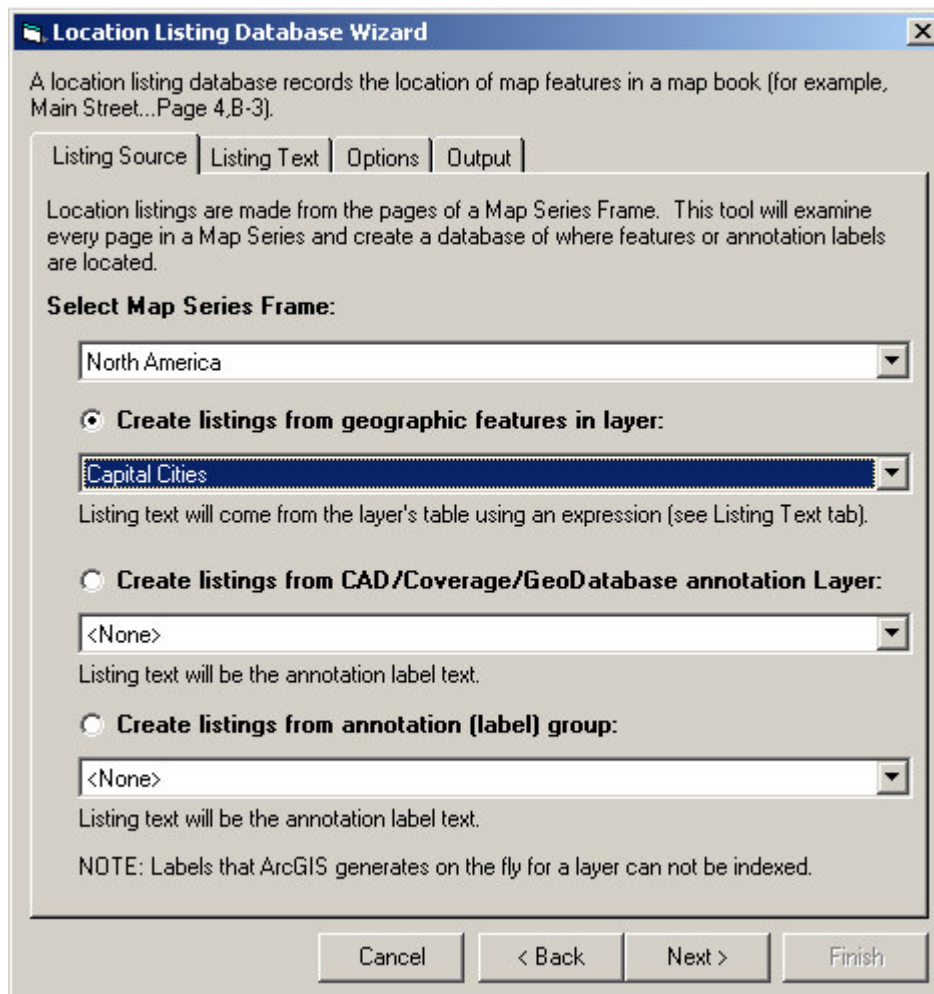 Location Listing Database Wizard
A location listing database records the location of map features in a map book (for example,
Main Street...Page 4,B-3).
Listing Source
Listing Text
Options
Output
Location listings are made from the pages of a Map Series Frame.  This tool will examine
every page in a Map Series and create a database of where features or annotation labels
are located.
Select Map Series Frame:
North America
Create listings from geographic features in layer:
Capital Cities
Listing text will come from the layer's table using an expression (see Listing Text tab).
Create listings from CAD/Coverage/GeoDatabase annotation Layer:
<None>
Listing text will be the annotation label text.
Create listings from annotation (label) group:
<None>
Listing text will be the annotation label text.
NOTE: Labels that ArcGIS generates on the fly for a layer can not be indexed.
Cancel
< Back
Next >
Finish